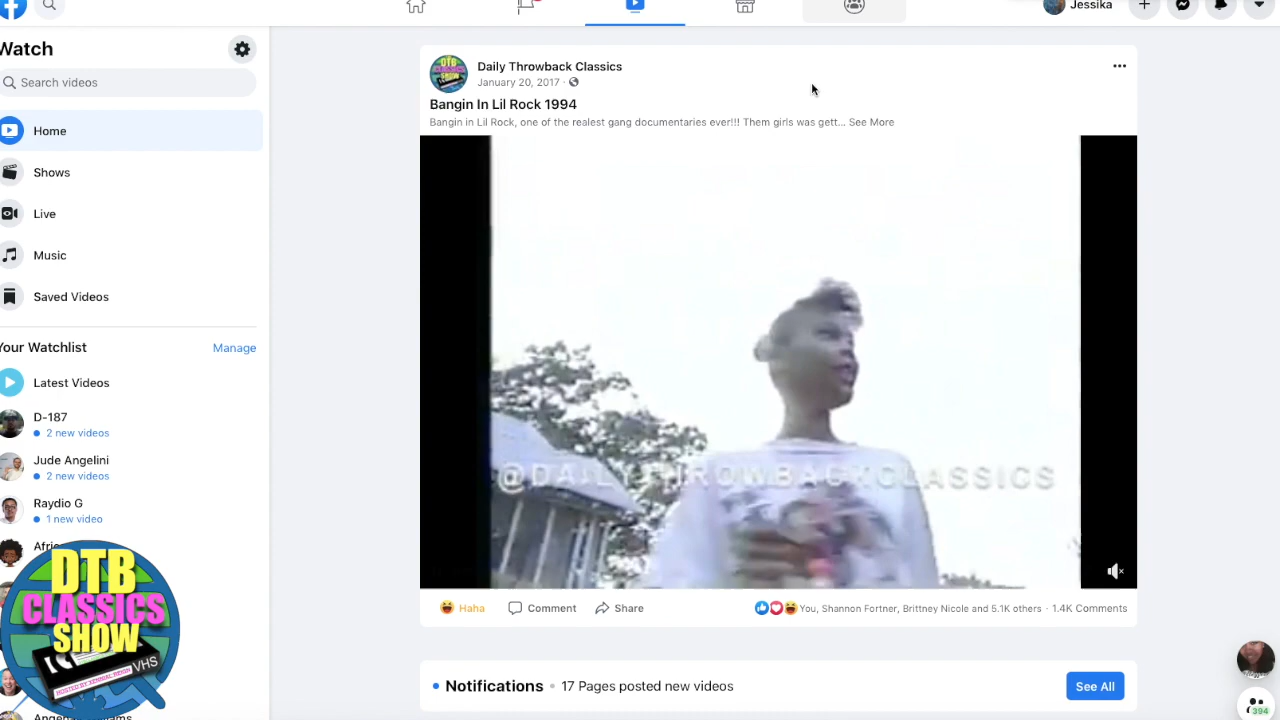 Jessika
Watch
Search videos
Home
Shows
Live
Music
Saved Videos
Your Watchlist
Manage
Latest Videos
D-187
2 new videos
Jude Angelini
2 new videos
Raydio G
1 new video
DTB
CLASSICS
SHOW
VHS
Daily Throwback Classics
January 20, 2017
Bangin In Lil Rock 1994
Bangin in Lil Rock, one of the realest gang documentaries ever!!! Them girls was gett... See More
@DAILYTHROWBACKCLASSICS
Haha
Comment
Share
You, Shannon Fortner, Brittney Nicole and 5.1K others · 1.4K Comments
Notifications
17 Pages posted new videos
See All
394